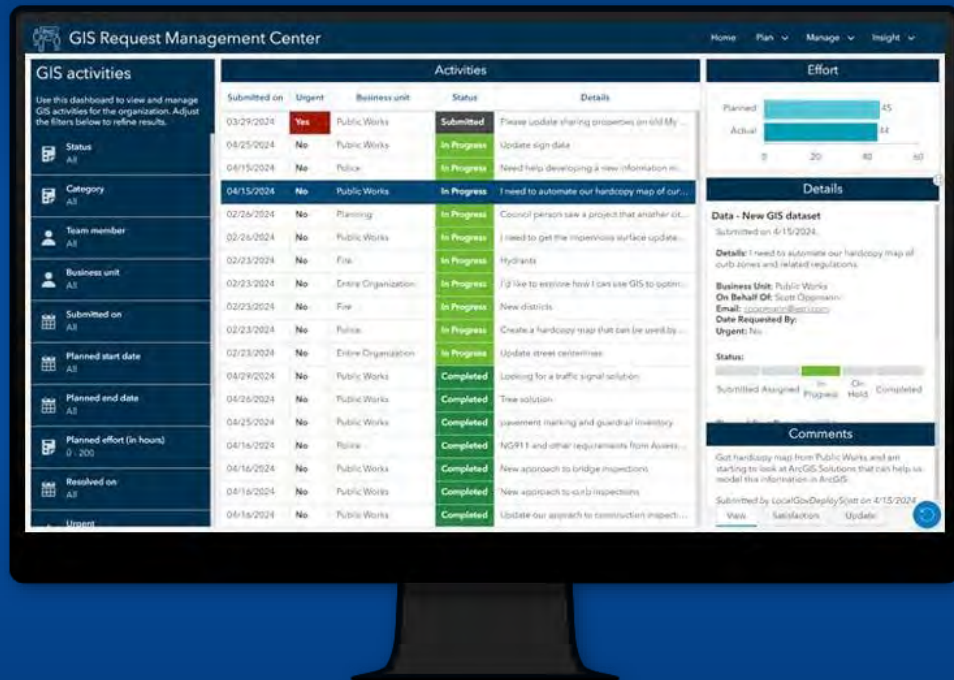 GIS Request Management Center
Home Plan Manage Insight
GIS activities
Use this dashboard to view and manage
GIS activities for the organization. Adjust
the filters below to refine results.
Status
All
Category
All
Team member
All
Business unit
All
Submitted on
All
Planned start date
All
Planned end date
All
Planned effort (in hours)
0 - 200
Resolved on
All
Urgent
Activities
Submitted on Urgent Business unit Status Details
03/29/2024 Yes Public Works Submitted Please update sharing properties on old My ...
04/25/2024 No Public Works In Progress Update sign data
04/15/2024 No Police In Progress Need help developing a new information m...
04/15/2024 No Public Works In Progress I need to automate our hardcopy map of cur...
02/26/2024 No Planning In Progress Council person saw a project that another cit...
02/26/2024 No Public Works In Progress I need to get the impervious surface update...
02/23/2024 No Fire In Progress Hydrants
02/23/2024 No Entire Organization In Progress I'd like to explore how I can use GIS to optim...
02/23/2024 No Fire In Progress New districts
02/23/2024 No Police In Progress Create a hardcopy map that can be used by ...
02/23/2024 No Entire Organization In Progress Update street centerlines
04/29/2024 No Public Works Completed Looking for a traffic signal solution
04/26/2024 No Public Works Completed Tree solution
04/25/2024 No Public Works Completed pavement marking and guardrail inventory
04/16/2024 No Police Completed NG911 and other requirements from Assess...
04/16/2024 No Public Works Completed New approach to bridge inspections
04/16/2024 No Public Works Completed New approach to curb inspections
04/16/2024 No Public Works Completed Update our approach to construction inspect...
Effort
Planned 45
Actual 44
0 20 40 60
Details
Data - New GIS dataset
Submitted on 4/15/2024.
Details: I need to automate our hardcopy map of
curb zones and related regulations.
Business Unit: Public Works
On Behalf Of: Scott Oppmann
Email: soppmann@esri.com
Date Requested By:
Urgent: No
Status:
Submitted Assigned In Progress On Hold Completed
Comments
Got hardcopy map from Public Works and am
starting to look at ArcGIS Solutions that can help us
model this information in ArcGIS.
Submitted by LocalGovDeployScott on 4/15/2024
View Satisfaction Update